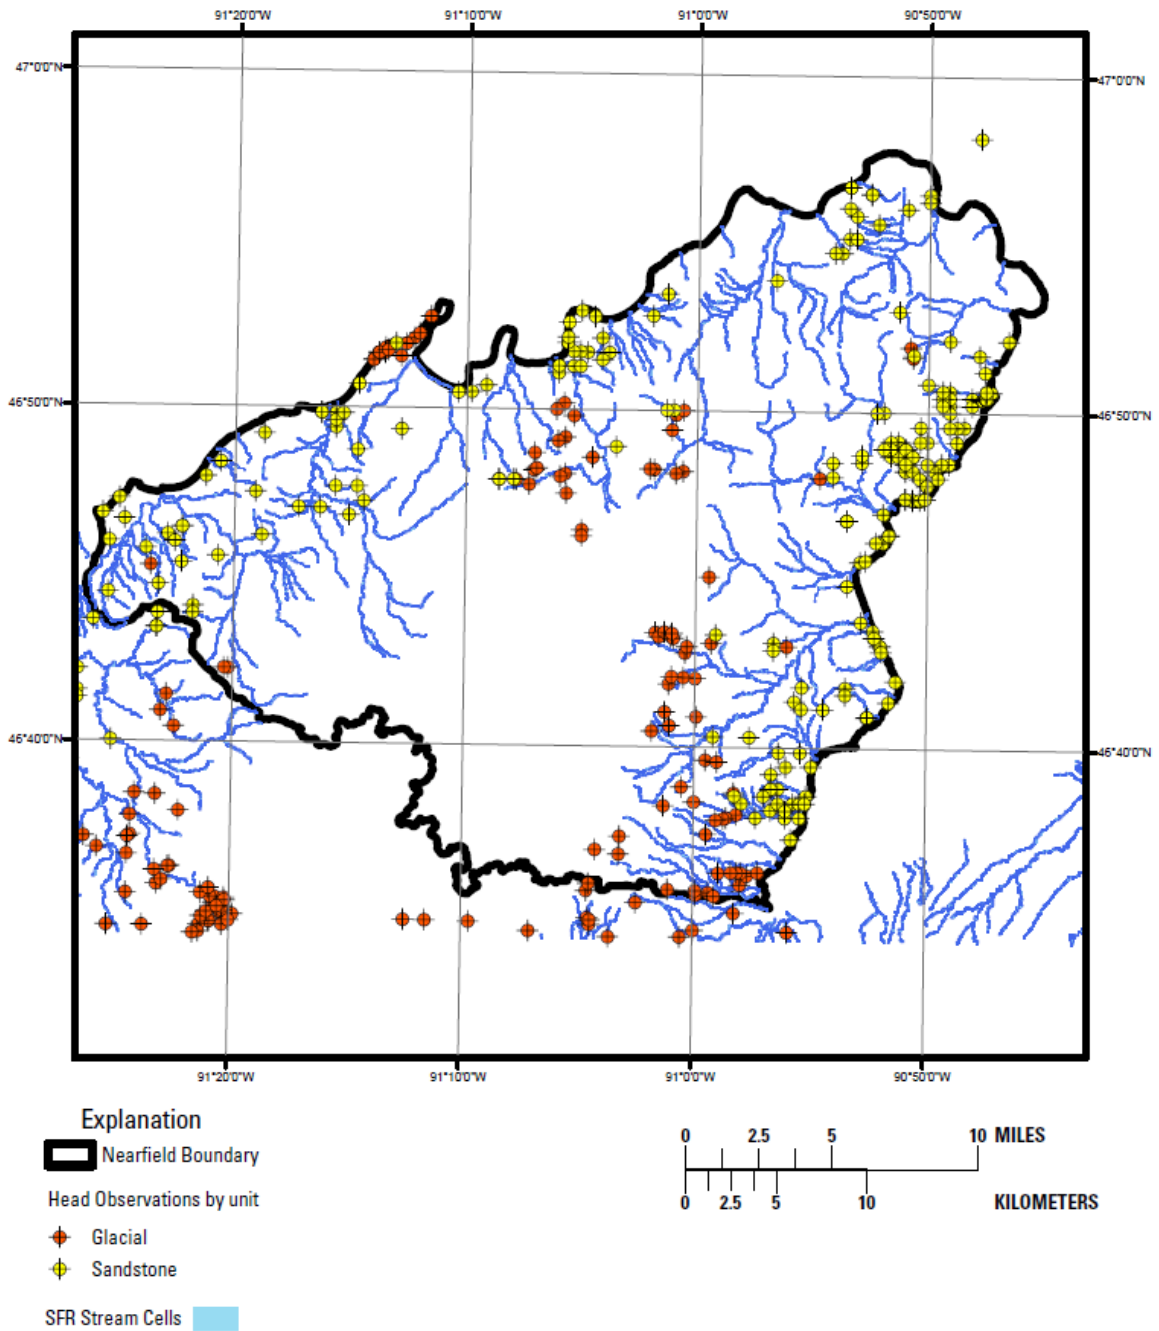 91°20'0"W 91°10'0"W 91°0'0"W 90°50'0"W
47°0'0"N 47°0'0"N
46°50'0"N 46°50'0"N
46°40'0"N 46°40'0"N
91°20'0"W 91°10'0"W 91°0'0"W 90°50'0"W
Explanation
Nearfield Boundary
Head Observations by unit
Glacial
Sandstone
SFR Stream Cells
0 2.5 5 10 MILES
0 2.5 5 10 KILOMETERS